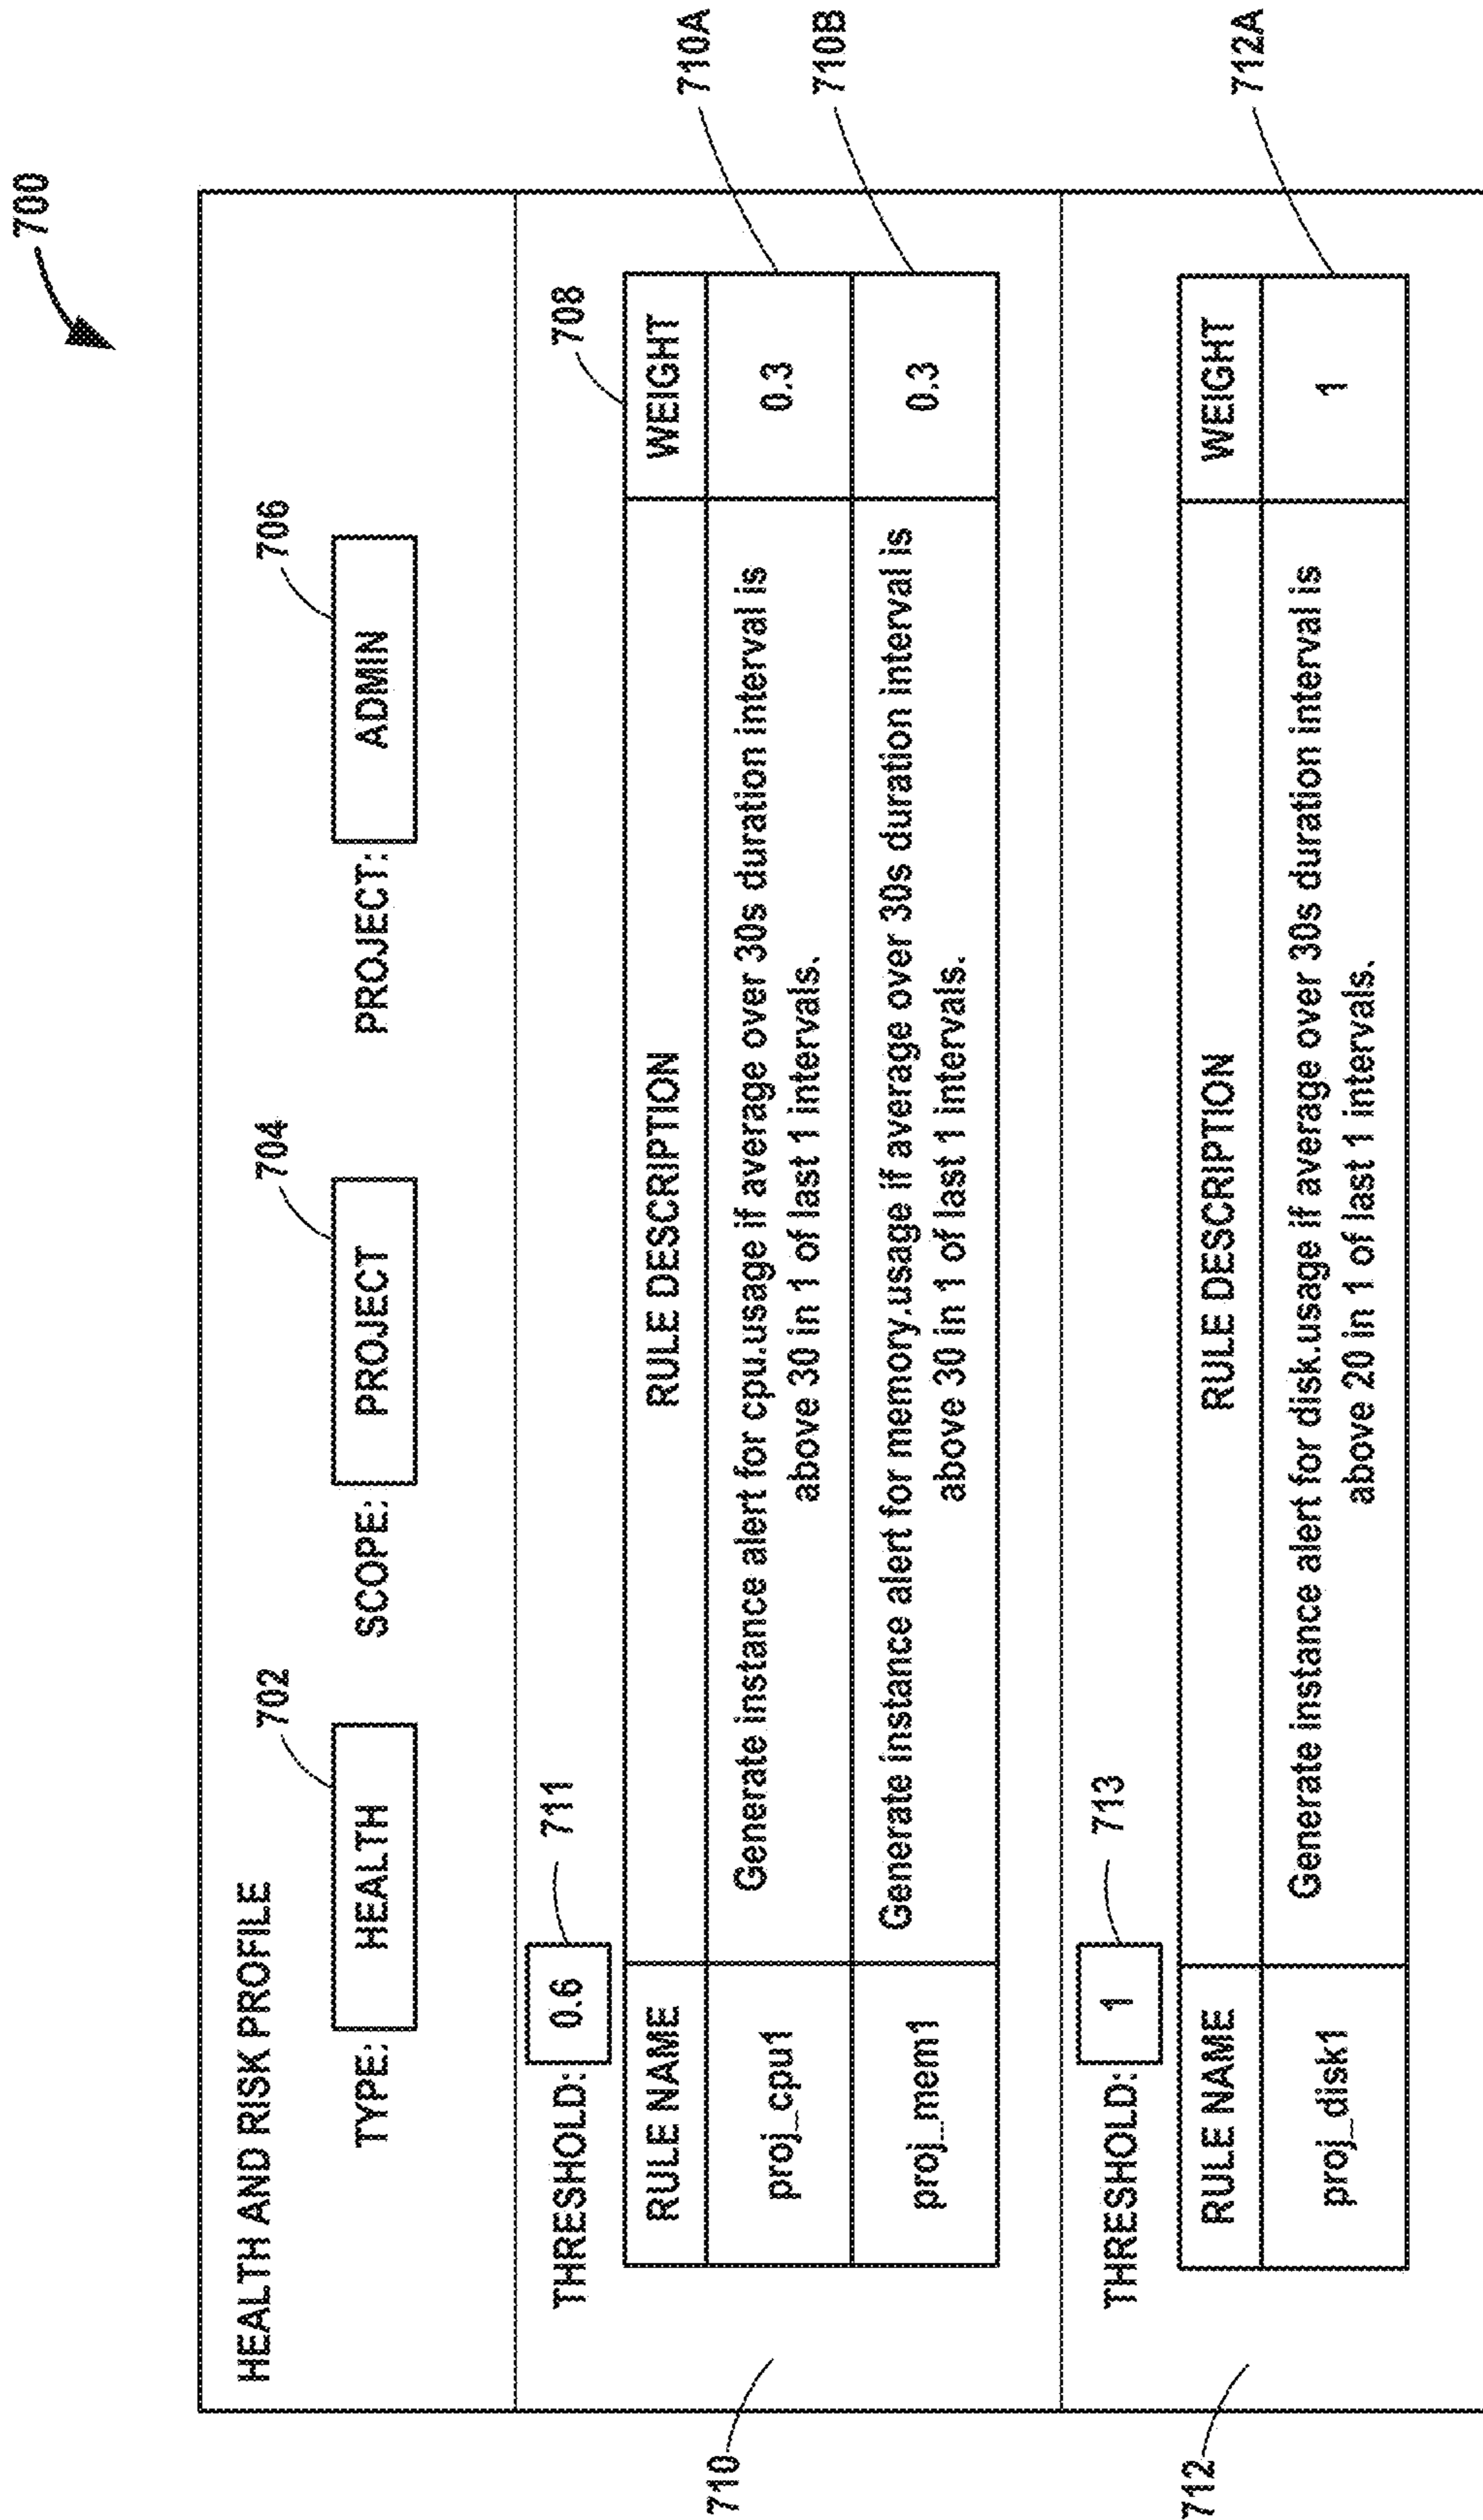 700
HEALTH AND RISK PROFILE
702
704
706
TYPE: HEALTH SCOPE: PROJECT PROJECT: ADMIN
711
THRESHOLD: 0.6
708
RULE NAME RULE DESCRIPTION WEIGHT
proj_cpu1 Generate instance alert for cpu.usage if average over 30s duration interval is 0.3
above 30 in 1 of last 1 intervals.
710A
proj_mem1 Generate instance alert for memory.usage if average over 30s duration interval is 0.3
above 30 in 1 of last 1 intervals.
710B
710
713
THRESHOLD: 1
RULE NAME RULE DESCRIPTION WEIGHT
proj_disk1 Generate instance alert for disk.usage if average over 30s duration interval is 1
above 20 in 1 of last 1 intervals.
712A
712